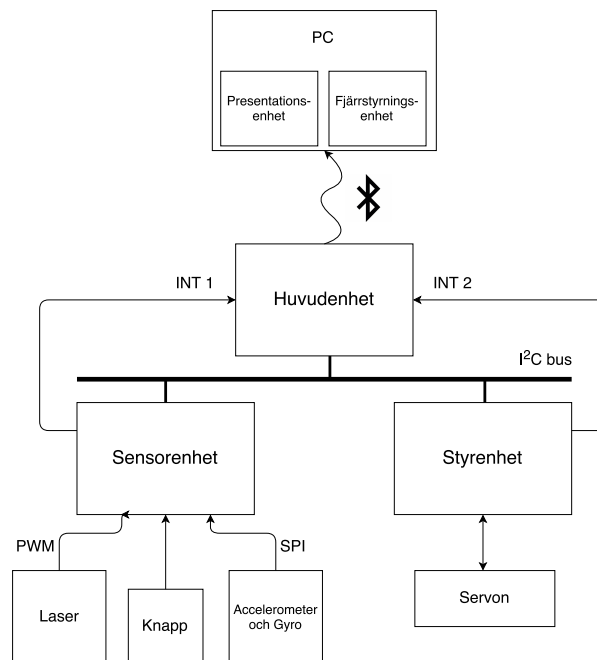 PC
Presentations-
enhet
Fjärrstyrnings-
enhet
INT 1
Huvudenhet
INT 2
I²C bus
Sensorenhet
Styrenhet
PWM
SPI
Laser
Knapp
Accelerometer
och Gyro
Servon